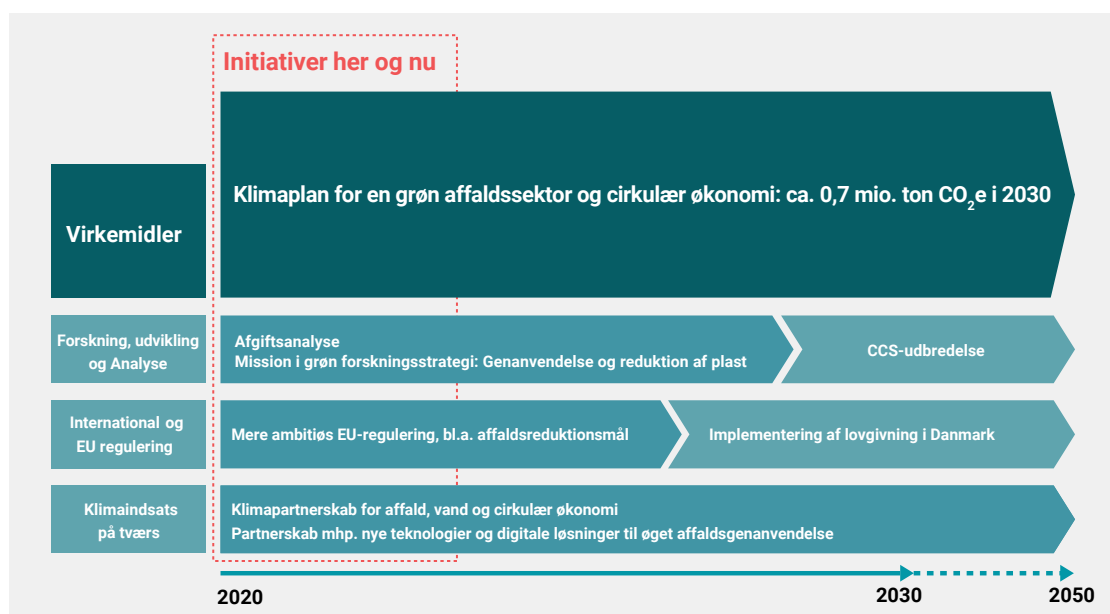 Initiativer her og nu
Virkemidler
Klimaplan for en grøn affaldssektor og cirkulær økonomi: ca. 0,7 mio. ton CO₂e i 2030
Forskning, udvikling
og Analyse
Afgiftsanalyse
Mission i grøn forskningsstrategi: Genanvendelse og reduktion af plast
CCS-udbredelse
International og
EU regulering
Mere ambitiøs EU-regulering, bl.a. affaldsreduktionsmål
Implementering af lovgivning i Danmark
Klimaindsats
på tværs
Klimapartnerskab for affald, vand og cirkulær økonomi
Partnerskab mhp. nye teknologier og digitale løsninger til øget affaldsgenanvendelse
2020
2030
2050